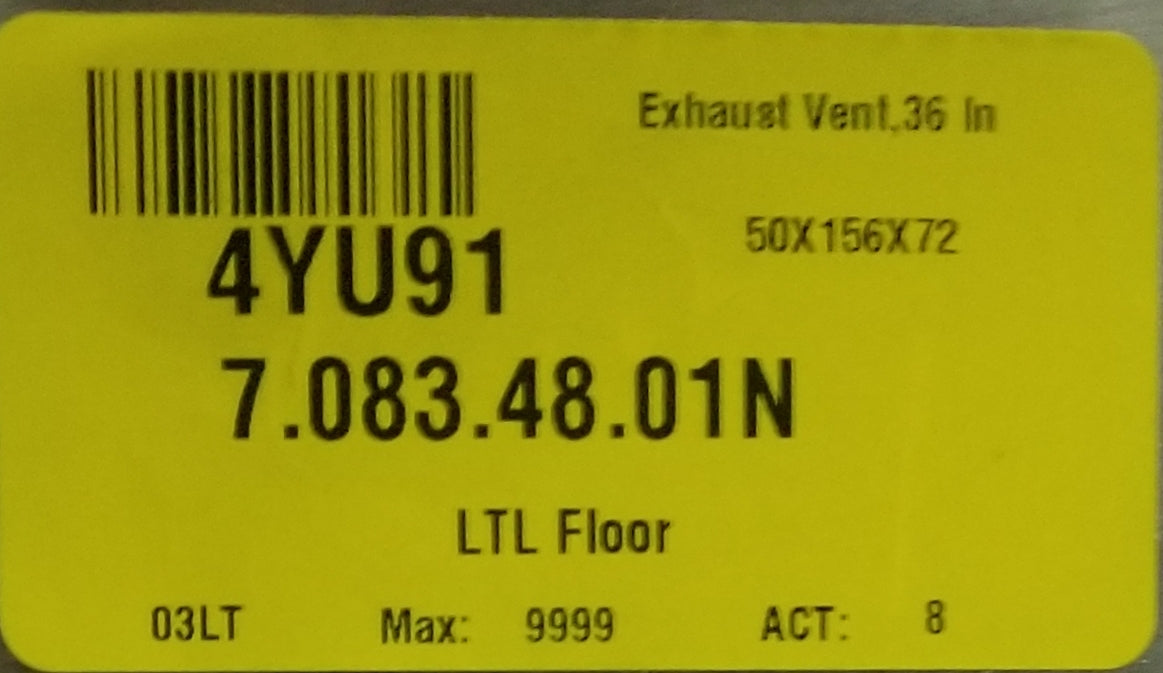 Exhaust Vent,36 In
50X156X72
4YU91
7.083.48.01N
LTL Floor
03LT Max: 9999 ACT: 8